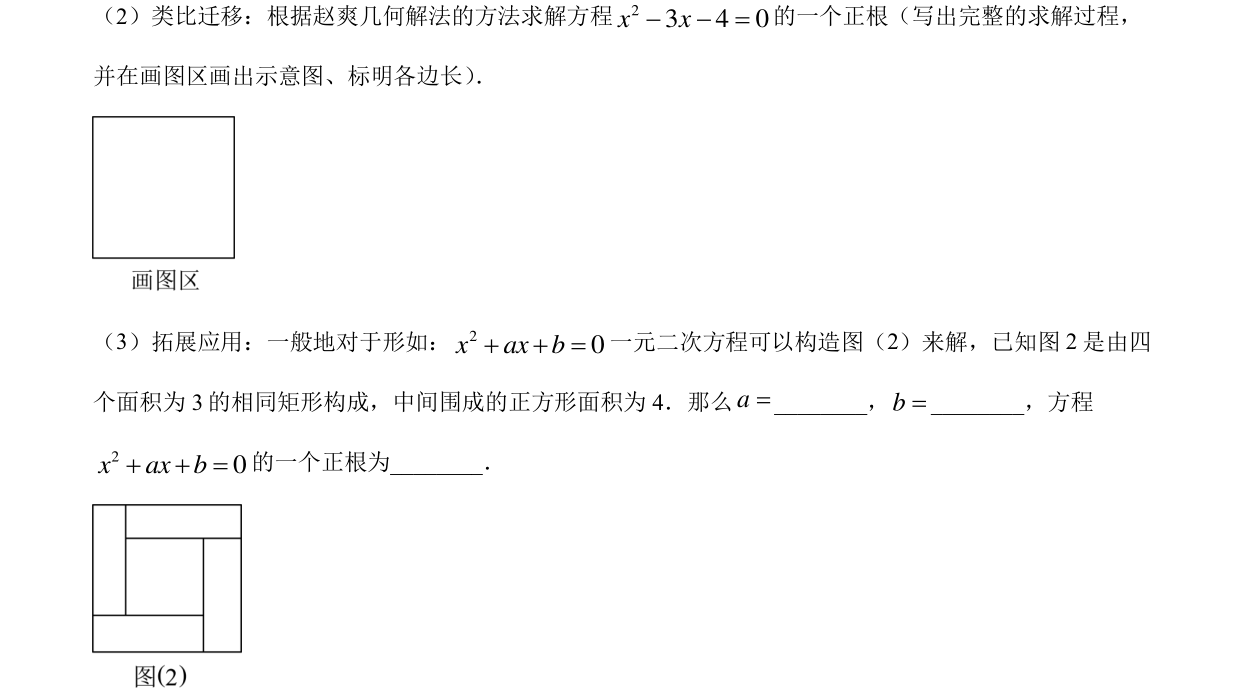 （2）类比迁移：根据赵爽几何解法的方法求解方程 x² − 3x − 4 = 0 的一个正根（写出完整的求解过程，
并在画图区画出示意图、标明各边长）．
画图区
（3）拓展应用：一般地对于形如： x² + ax + b = 0 一元二次方程可以构造图（2）来解，已知图 2 是由四
个面积为 3 的相同矩形构成，中间围成的正方形面积为 4．那么 a = ________，b = ________，方程
x² + ax + b = 0 的一个正根为________．
图(2)